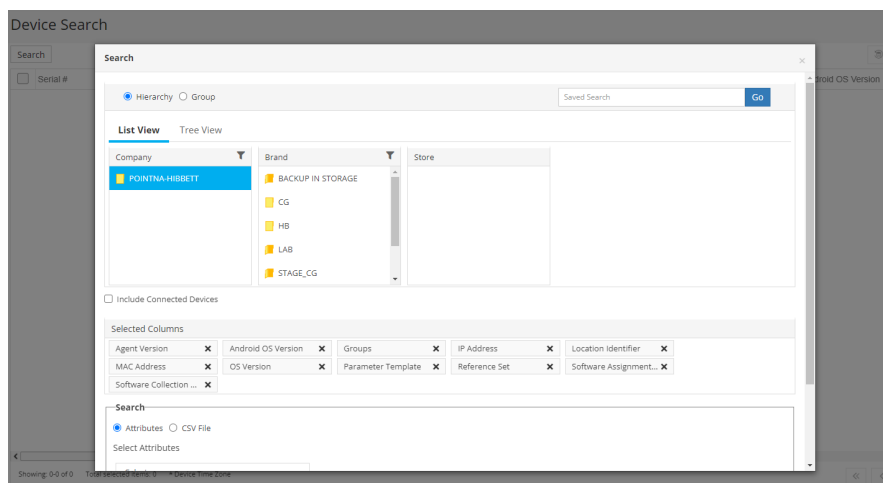 Device Search
Search
Serial #
Android OS Version
Search
×
Hierarchy
Group
Saved Search
Go
List View
Tree View
Company
Brand
Store
POINTNA-HIBBETT
BACKUP IN STORAGE
CG
HB
LAB
STAGE_CG
Include Connected Devices
Selected Columns
Agent Version
Android OS Version
Groups
IP Address
Location Identifier
MAC Address
OS Version
Parameter Template
Reference Set
Software Assignment...
Software Collection ...
Search
Attributes
CSV File
Select Attributes
Showing: 0-0 of 0
Total selected items: 0
* Device Time Zone